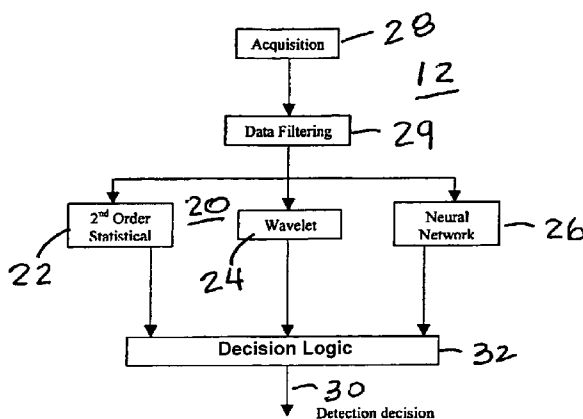 Acquisition
28
12
Data Filtering
29
2nd Order
Statistical
20
Wavelet
Neural
Network
22
24
26
Decision Logic
32
30
Detection decision